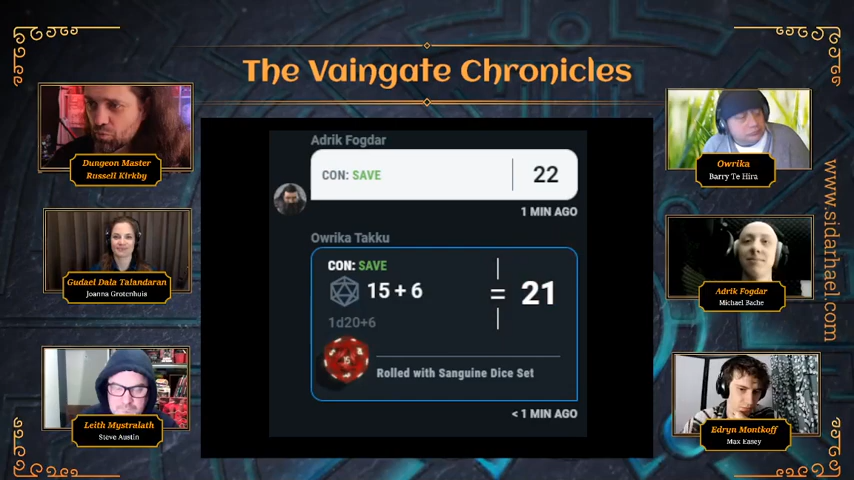 The Vaingate Chronicles
Dungeon Master
Russell Kirkby
Gudael Dala Talandaran
Joanna Grotenhuis
Leith Mystralath
Steve Austin
Adrik Fogdar
CON: SAVE
22
1 MIN AGO
Owrika Takku
CON: SAVE
15 + 6
= 21
1d20+6
15
Rolled with Sanguine Dice Set
< 1 MIN AGO
Owrika
Barry Te Hira
Adrik Fogdar
Michael Bache
Edryn Montkoff
Max Easey
www.sidarhael.com